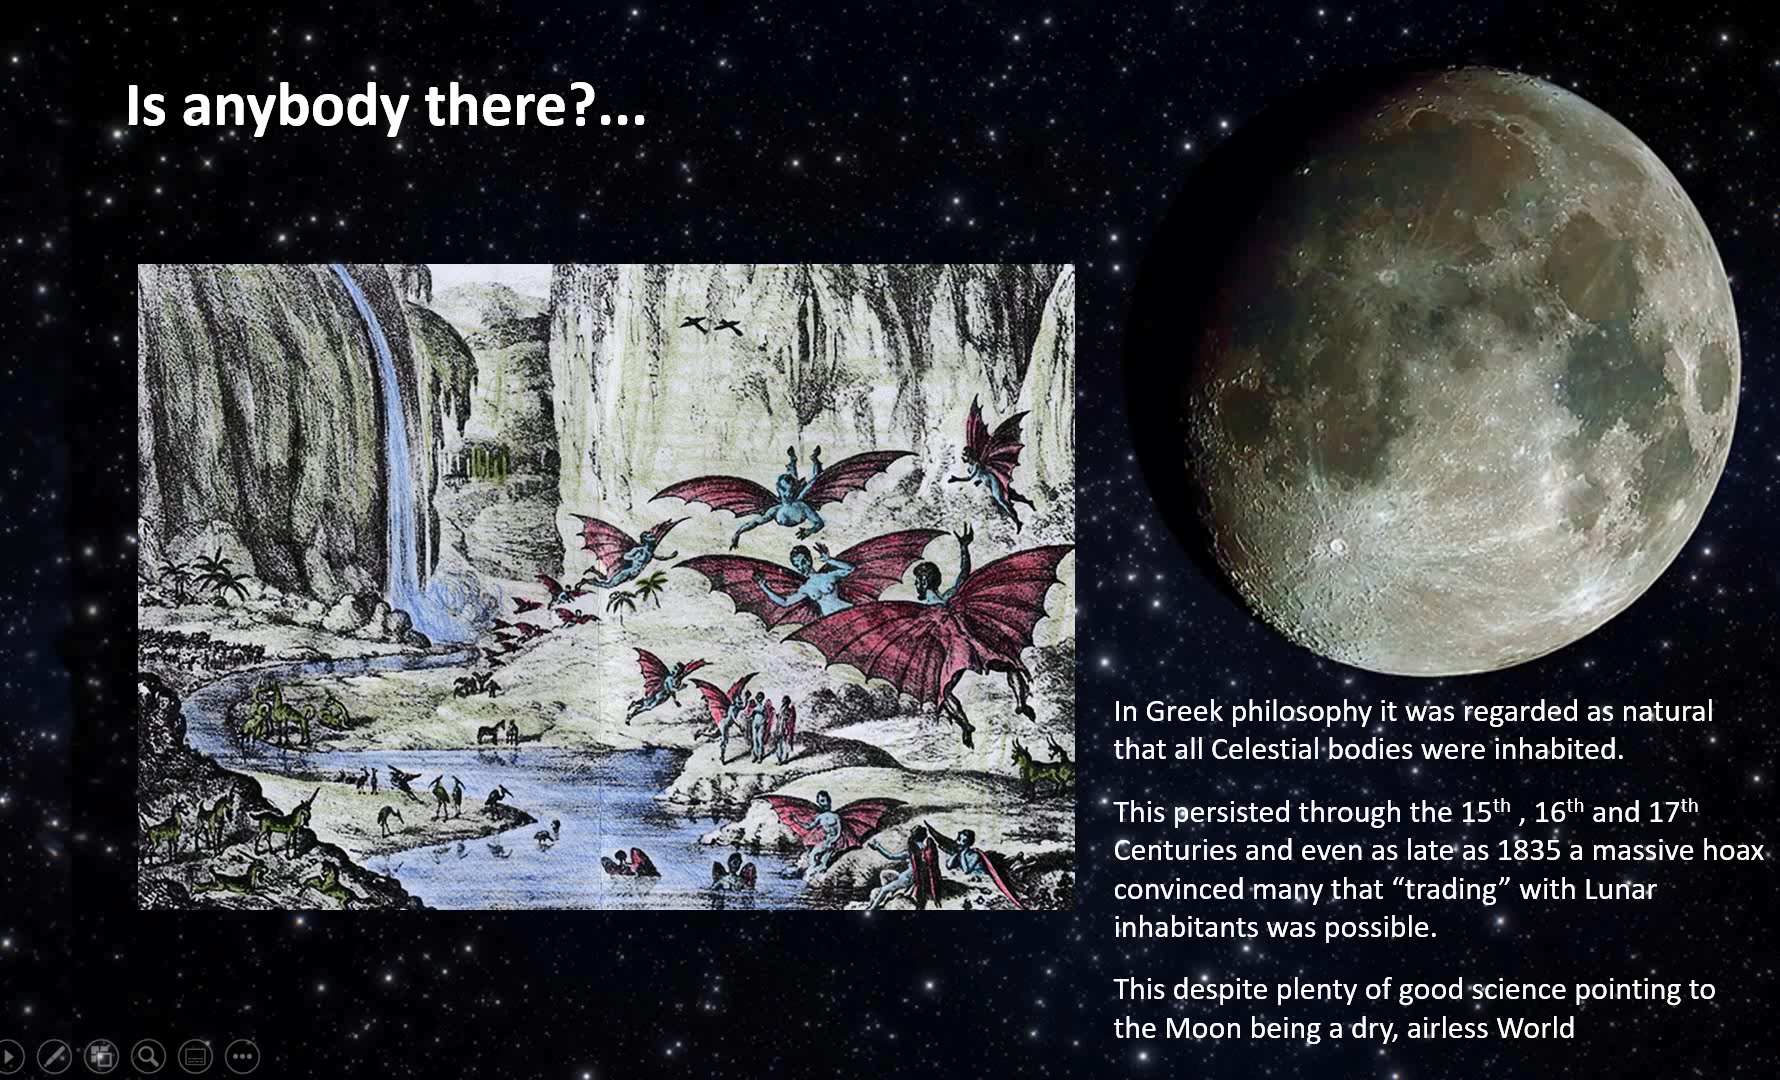 Is anybody there?...
In Greek philosophy it was regarded as natural
that all Celestial bodies were inhabited.
This persisted through the 15th , 16th and 17th
Centuries and even as late as 1835 a massive hoax
convinced many that “trading” with Lunar
inhabitants was possible.
This despite plenty of good science pointing to
the Moon being a dry, airless World